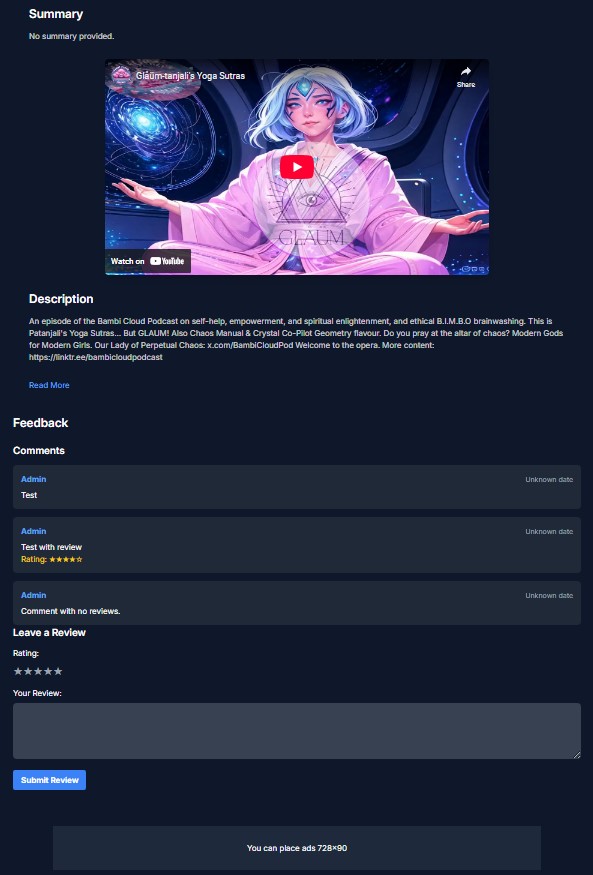 Summary
No summary provided.
Glaum-tanjali's Yoga Sutras
Share
GLAUM
Watch on YouTube
Description
An episode of the Bambi Cloud Podcast on self-help, empowerment, and spiritual enlightenment, and ethical B.I.M.B.O brainwashing. This is
Patanjali's Yoga Sutras... But GLAUM! Also Chaos Manual & Crystal Co-Pilot Geometry flavour. Do you pray at the altar of chaos? Modern Gods
for Modern Girls. Our Lady of Perpetual Chaos: x.com/BambiCloudPod Welcome to the opera. More content:
https://linktr.ee/bambicloudpodcast
Read More
Feedback
Comments
Admin
Unknown date
Test
Admin
Unknown date
Test with review
Rating: ★★★★☆
Admin
Unknown date
Comment with no reviews.
Leave a Review
Rating:
★★★★★
Your Review:
Submit Review
You can place ads 728x90